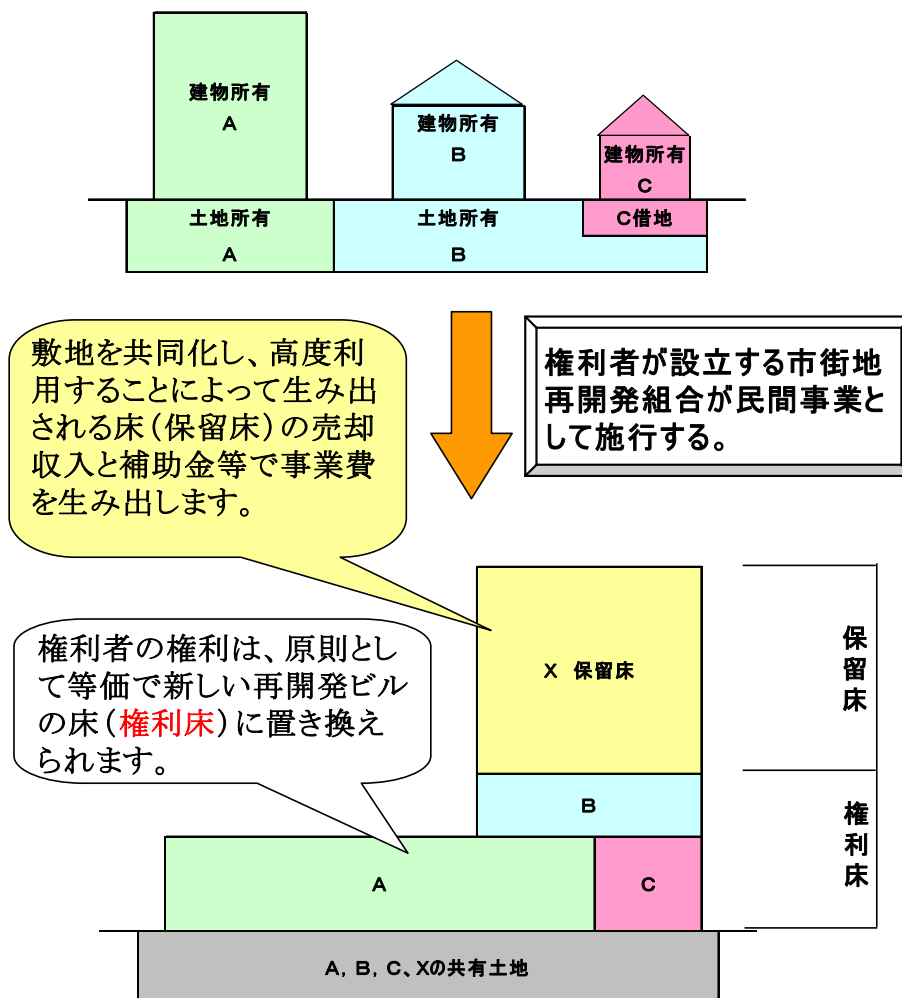 建物所有
A
建物所有
B
建物所有
C
土地所有
A
土地所有
B
C借地
敷地を共同化し、高度利
用することによって生み出
される床（保留床）の売却
収入と補助金等で事業費
を生み出します。
権利者が設立する市街地
再開発組合が民間事業と
して施行する。
権利者の権利は、原則とし
て等価で新しい再開発ビル
の床（権利床）に置き換え
られます。
X 保留床
B
A
C
保留床
権利床
A, B, C、Xの共有土地